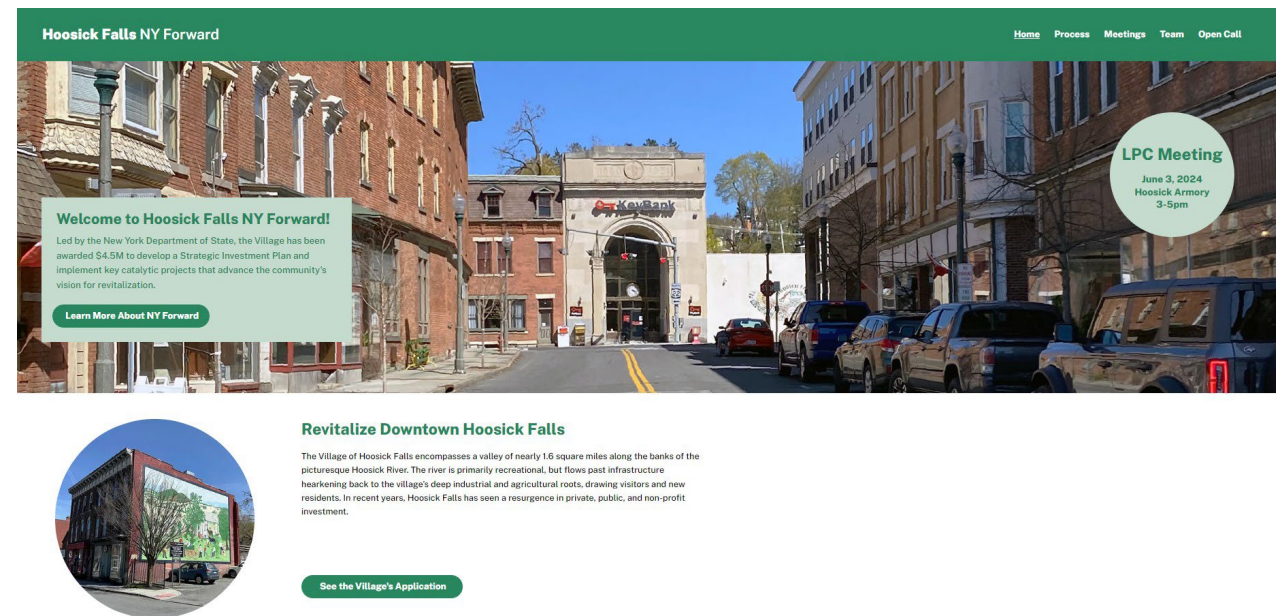 Hoosick Falls NY Forward
Home Process Meetings Team Open Call
LPC Meeting
June 3, 2024
Hoosick Armory
3-5pm
KeyBank
Welcome to Hoosick Falls NY Forward!
Led by the New York Department of State, the Village has been
awarded $4.5M to develop a Strategic Investment Plan and
implement key catalytic projects that advance the community's
vision for revitalization.
Learn More About NY Forward
Revitalize Downtown Hoosick Falls
The Village of Hoosick Falls encompasses a valley of nearly 1.6 square miles along the banks of the
picturesque Hoosick River. The river is primarily recreational, but flows past infrastructure
hearkening back to the village's deep industrial and agricultural roots, drawing visitors and new
residents. In recent years, Hoosick Falls has seen a resurgence in private, public, and non-profit
investment.
See the Village's Application